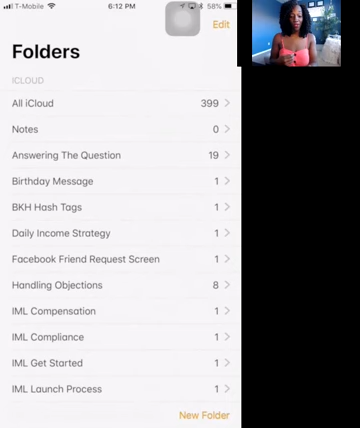 T-Mobile 6:12 PM 58%
Edit
Folders
ICLOUD
All iCloud 399
Notes 0
Answering The Question 19
Birthday Message 1
BKH Hash Tags 1
Daily Income Strategy 1
Facebook Friend Request Screen 1
Handling Objections 8
IML Compensation 1
IML Compliance 1
IML Get Started 1
IML Launch Process 1
New Folder